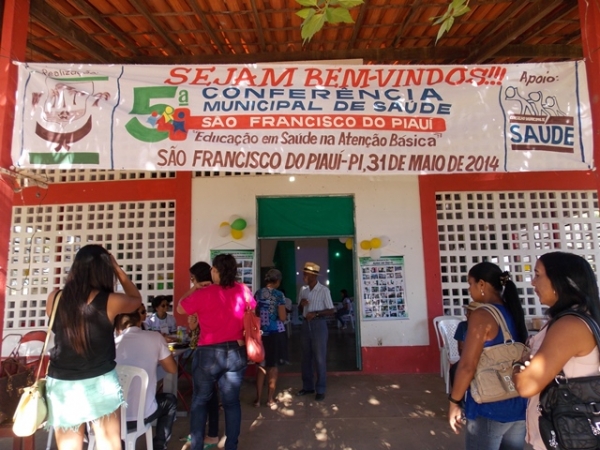 Realização:
SEJAM BEM-VINDOS!!!
5ª CONFERÊNCIA
MUNICIPAL DE SAÚDE
SÃO FRANCISCO DO PIAUÍ
"Educação em Saúde na Atenção Básica"
SÃO FRANCISCO DO PIAUÍ-PI, 31 DE MAIO DE 2014
Apoio:
SAÚDE